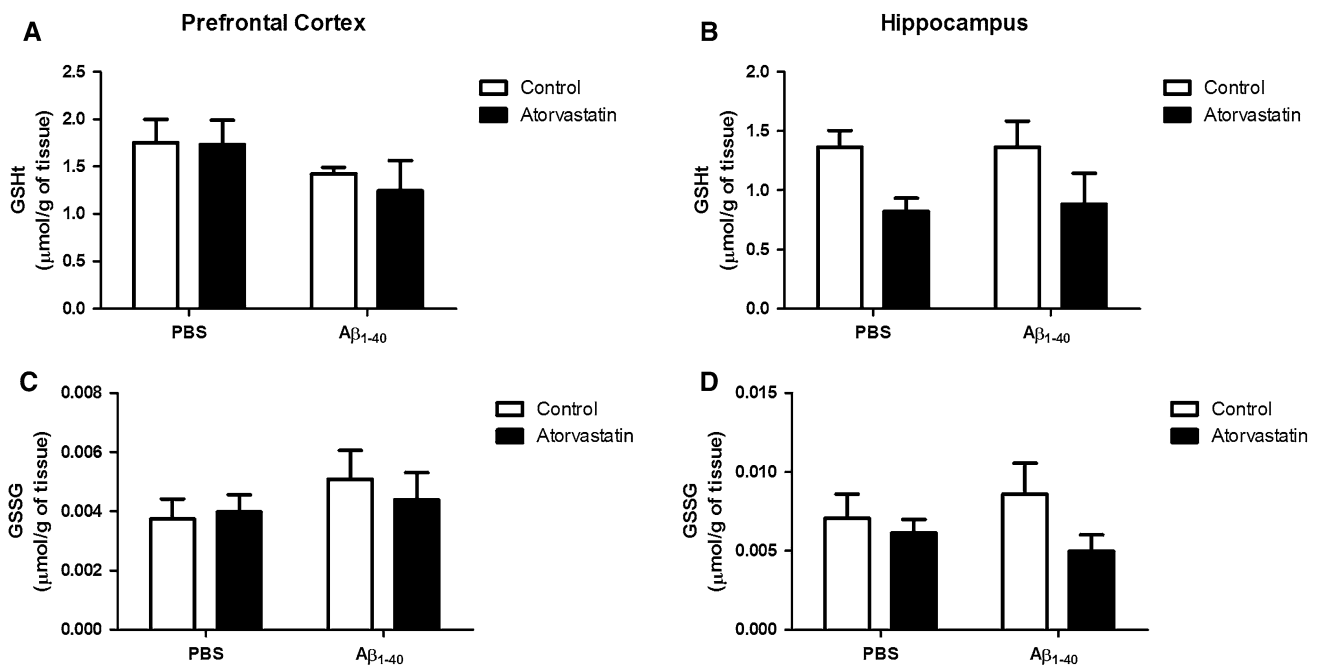 A
Prefrontal Cortex
GSHt
(μmol/g of tissue)
2.5
2.0
1.5
1.0
0.5
0.0
PBS
Aβ1-40
Control
Atorvastatin
B
Hippocampus
GSHt
(μmol/g of tissue)
2.0
1.5
1.0
0.5
0.0
PBS
Aβ1-40
Control
Atorvastatin
C
GSSG
(μmol/g of tissue)
0.008
0.006
0.004
0.002
0.000
PBS
Aβ1-40
Control
Atorvastatin
D
GSSG
(μmol/g of tissue)
0.015
0.010
0.005
0.000
PBS
Aβ1-40
Control
Atorvastatin